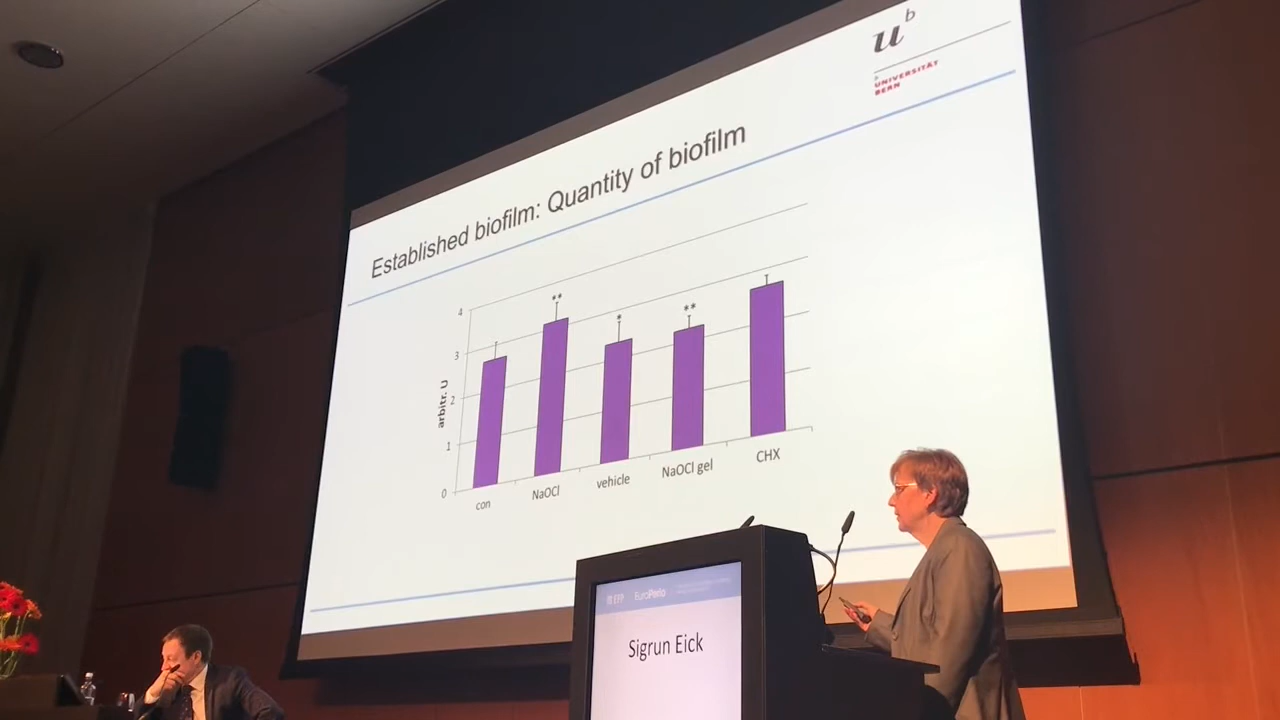 u b
UNIVERSITÄT
BERN
Established biofilm: Quantity of biofilm
4
3
2
1
0
arbitr. U
**
*
**
con
NaOCl
vehicle
NaOCl gel
CHX
EFP
EuroPerio
Sigrun Eick